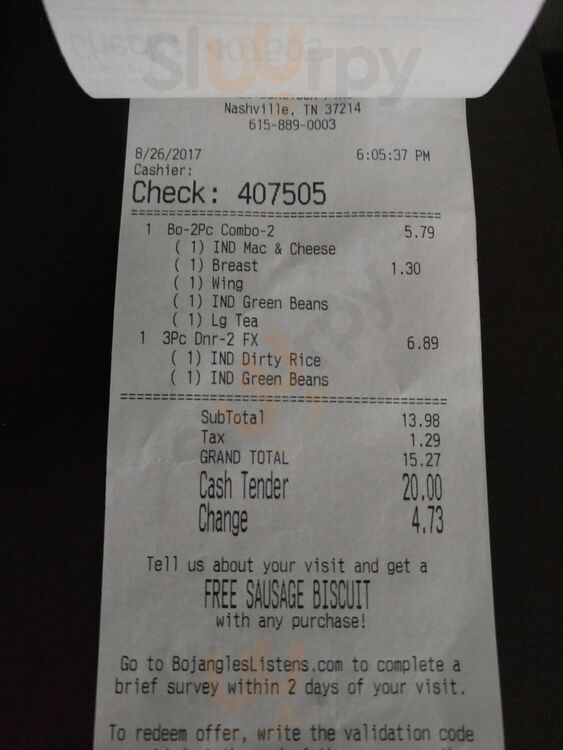 Sluurpy
Nashville, TN 37214
615-889-0003
8/26/2017 6:05:37 PM
Cashier:
Check: 407505
1 Bo-2Pc Combo-2 5.79
( 1) IND Mac & Cheese
( 1) Breast 1.30
( 1) Wing
( 1) IND Green Beans
( 1) Lg Tea
1 3Pc Dnr-2 FX 6.89
( 1) IND Dirty Rice
( 1) IND Green Beans
SubTotal 13.98
Tax 1.29
GRAND TOTAL 15.27
Cash Tender 20.00
Change 4.73
Tell us about your visit and get a
FREE SAUSAGE BISCUIT
with any purchase!
Go to BojanglesListens.com to complete a
brief survey within 2 days of your visit.
To redeem offer, write the validation code